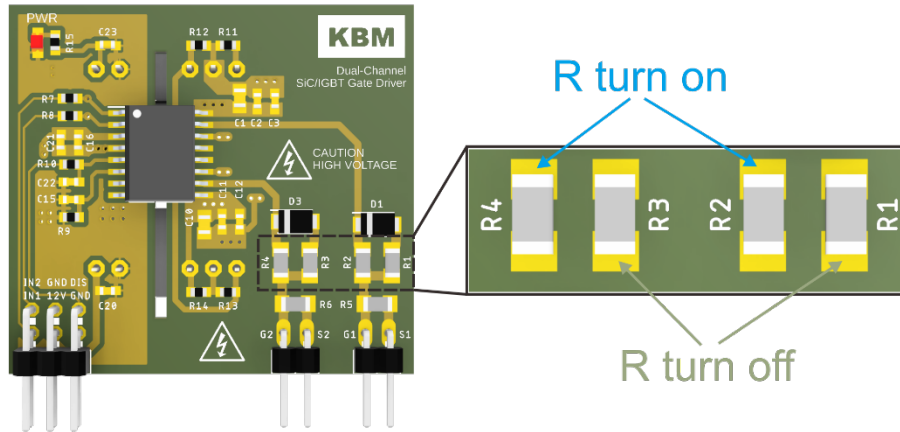 PWR
R15
C23
R12 R11
KBM
Dual-Channel
SiC/IGBT Gate Driver
R7
R8
C21
C16
R10
C22
C15
R9
C1 C2 C3
CAUTION
HIGH VOLTAGE
C10
C11
C12
D3
D1
R4
R3
R2
R1
IN2 GND DIS
IN1 12V GND
C20
R14 R13
R6
R5
G2
S2
G1
S1
R turn on
R4
R3
R2
R1
R turn off